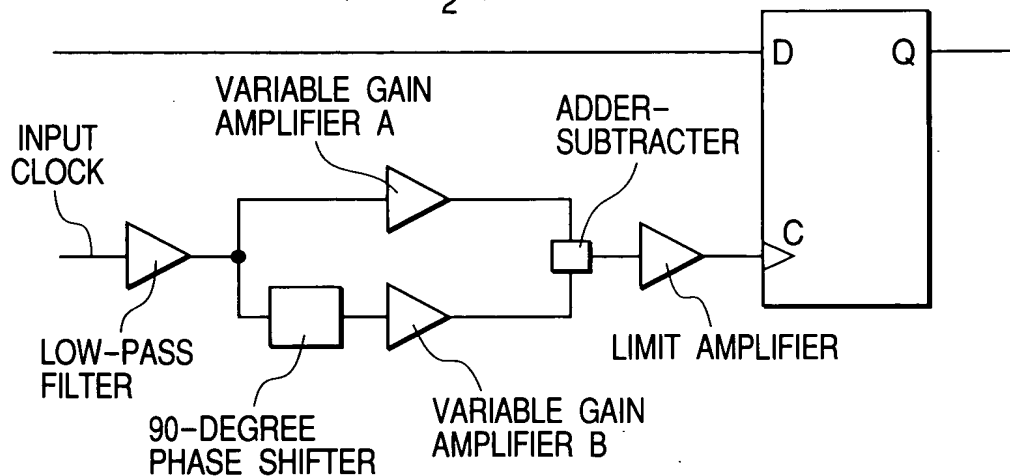 2
D Q
VARIABLE GAIN
AMPLIFIER A
ADDER-
SUBTRACTER
INPUT
CLOCK
C
LOW-PASS
FILTER
LIMIT AMPLIFIER
90-DEGREE
PHASE SHIFTER
VARIABLE GAIN
AMPLIFIER B